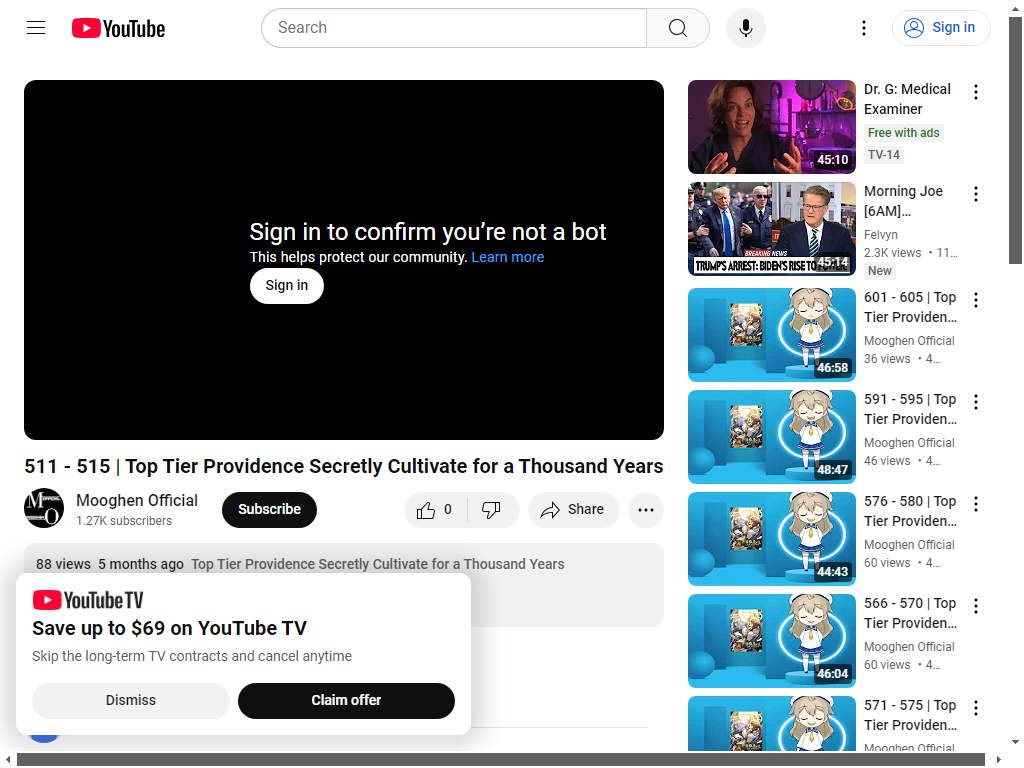 YouTube
Search
Sign in
Sign in to confirm you’re not a bot
This helps protect our community. Learn more
Sign in
511 - 515 | Top Tier Providence Secretly Cultivate for a Thousand Years
Mooghen Official
1.27K subscribers
Subscribe
0
Share
88 views 5 months ago Top Tier Providence Secretly Cultivate for a Thousand Years
YouTube TV
Save up to $69 on YouTube TV
Skip the long-term TV contracts and cancel anytime
Dismiss
Claim offer
45:10
Dr. G: Medical
Examiner
Free with ads
TV-14
BREAKING NEWS
TRUMP'S ARREST: BIDEN'S RISE TO POWER!
45:14
Morning Joe
[6AM]...
Felvyn
2.3K views • 11...
New
46:58
601 - 605 | Top
Tier Providen...
Mooghen Official
36 views • 4...
48:47
591 - 595 | Top
Tier Providen...
Mooghen Official
46 views • 4...
44:43
576 - 580 | Top
Tier Providen...
Mooghen Official
60 views • 4...
46:04
566 - 570 | Top
Tier Providen...
Mooghen Official
60 views • 4...
571 - 575 | Top
Tier Providen...
Mooghen Official